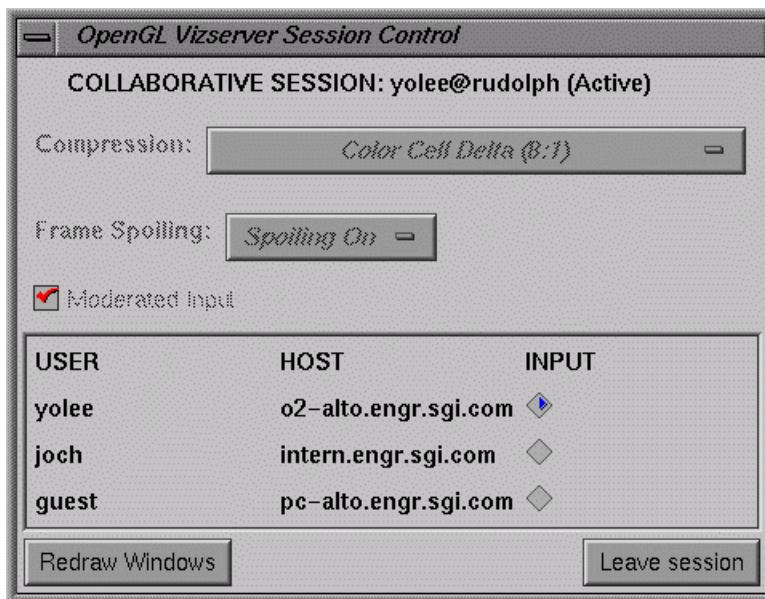 OpenGL Vizserver Session Control
COLLABORATIVE SESSION: yolee@rudolph (Active)
Compression: Color Cell Delta (8:1)
Frame Spoiling: Spoiling On
Moderated Input
USER HOST INPUT
yolee o2-alto.engr.sgi.com
joch intern.engr.sgi.com
guest pc-alto.engr.sgi.com
Redraw Windows Leave session